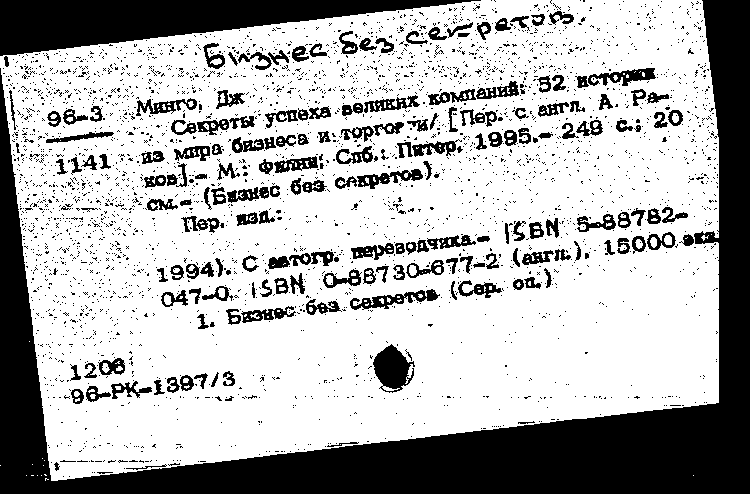 Бизнес без секретов.
96-3 Минго, Дж
Секреты успеха великих компаний: 52 истории
1141 из мира бизнеса и торговли/ [Пер. с англ. А. Ра-
ков].- М.: Филин; Спб.: Питер, 1995.- 249 с.; 20
см.- (Бизнес без секретов).
Пер. изд.:
1994). С автогр. переводчика.- ISBN 5-88782-
047-0. ISBN 0-88730-677-2 (англ.), 15000 экз.
1. Бизнес без секретов (Сер. оп.)
1206
96-РК-1397/3